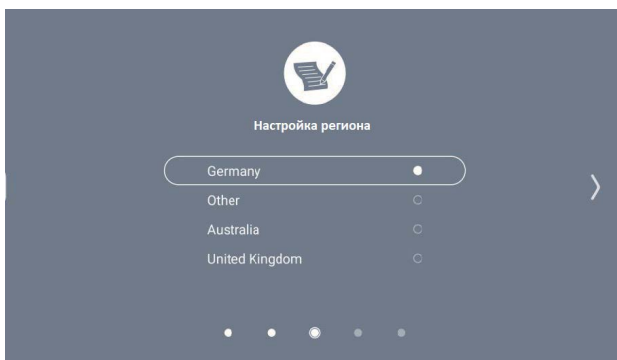 Настройка региона
Germany
Other
Australia
United Kingdom